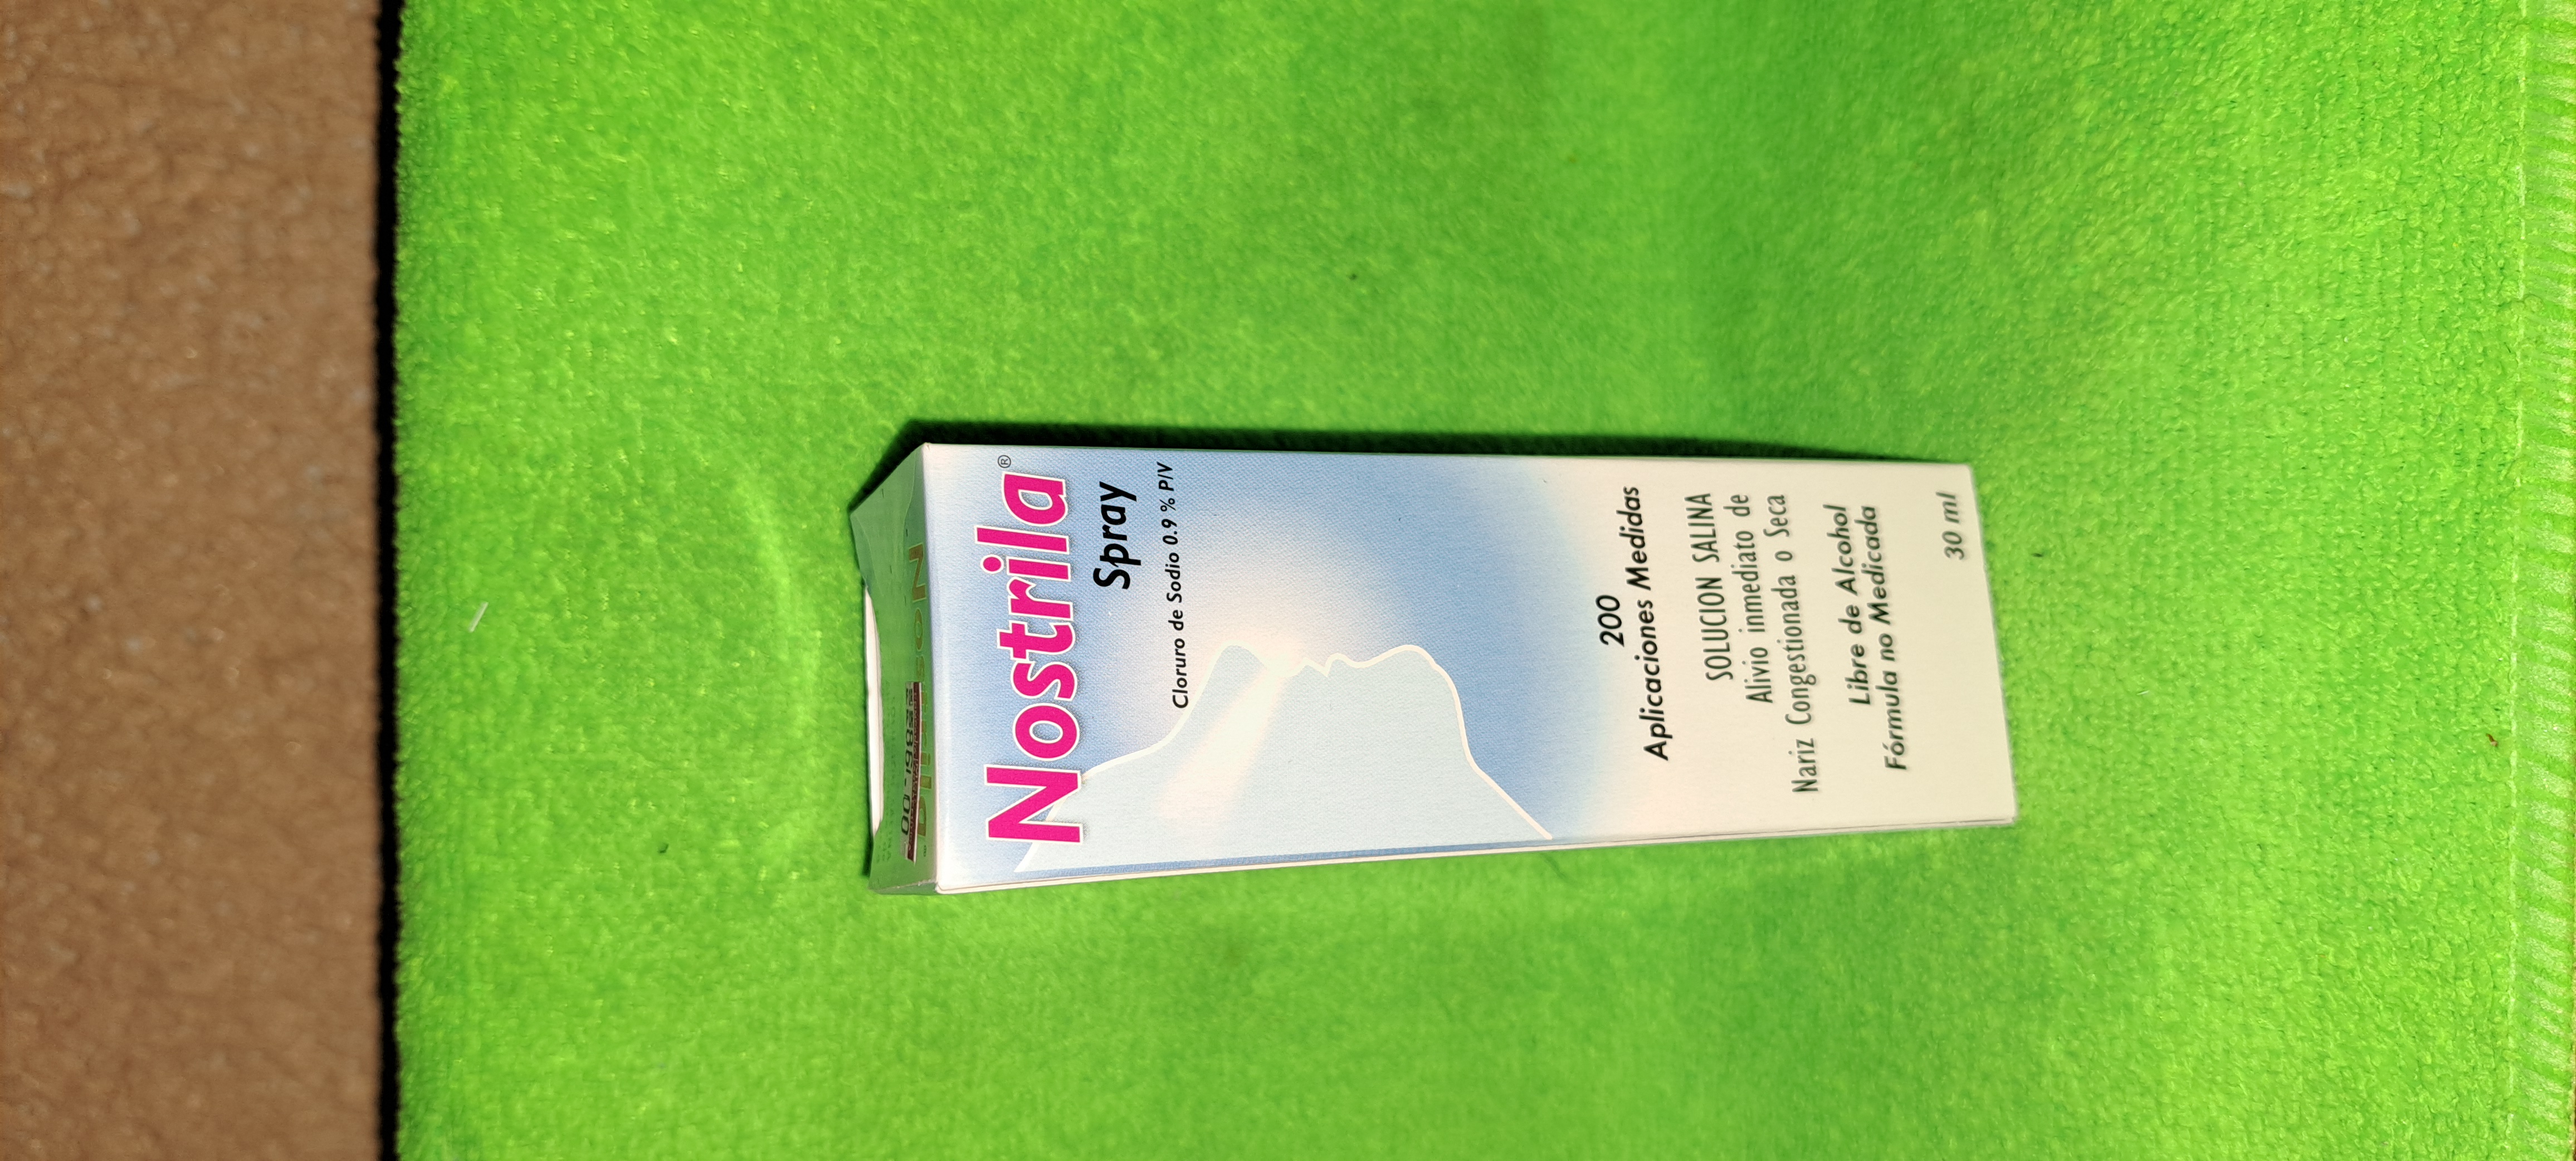 Nostrila®
Spray
Cloruro de Sodio 0.9 % P/V
200
Aplicaciones Medidas
SOLUCION SALINA
Alivio inmediato de
Nariz Congestionada o Seca
Libre de Alcohol
Fórmula no Medicada
30 ml
Nostrila